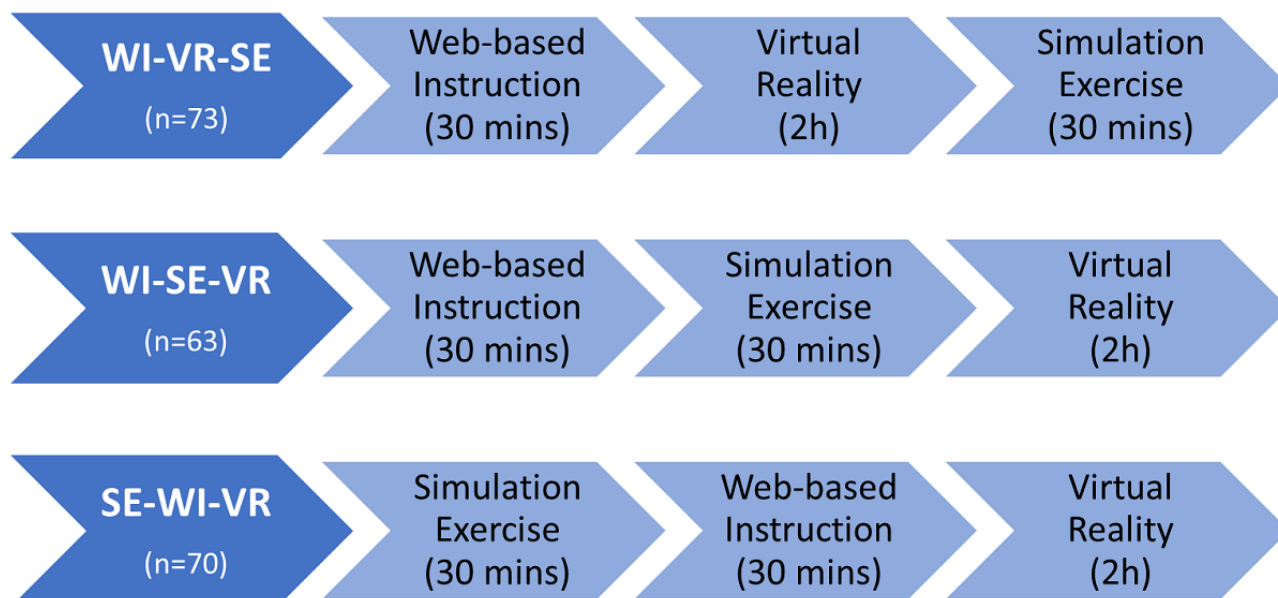 WI-VR-SE
(n=73)
Web-based
Instruction
(30 mins)
Virtual
Reality
(2h)
Simulation
Exercise
(30 mins)
WI-SE-VR
(n=63)
Web-based
Instruction
(30 mins)
Simulation
Exercise
(30 mins)
Virtual
Reality
(2h)
SE-WI-VR
(n=70)
Simulation
Exercise
(30 mins)
Web-based
Instruction
(30 mins)
Virtual
Reality
(2h)